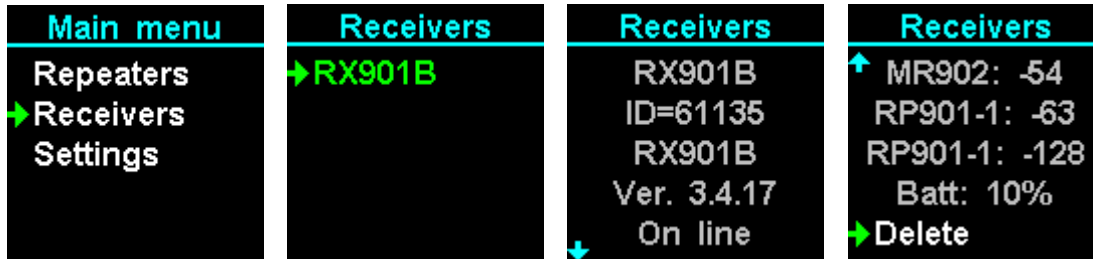 Main menu
Repeaters
Receivers
Settings
Receivers
RX901B
Receivers
RX901B
ID=61135
RX901B
Ver. 3.4.17
On line
Receivers
MR902: -54
RP901-1: -63
RP901-1: -128
Batt: 10%
Delete